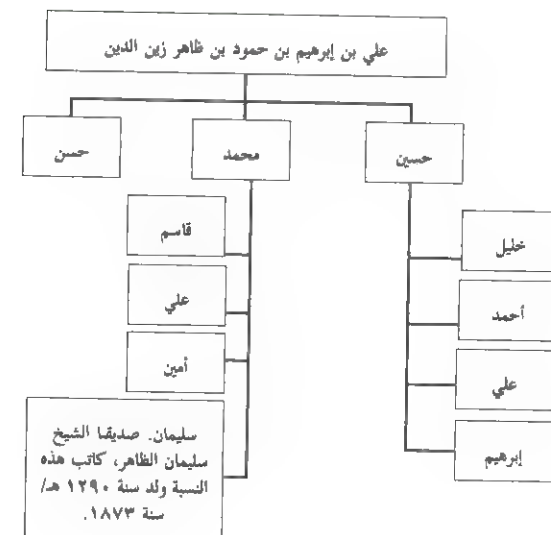 علي بن إبرهيم بن حمود بن ظاهر زين الدين
حسين
محمد
حسن
خليل
أحمد
علي
إبرهيم
قاسم
علي
أمين
سليمان. صديقنا الشيخ
سليمان الظاهر، كاتب هذه
النسبة ولد سنة ١٢٩٠ هـ/
سنة ١٨٧٣.